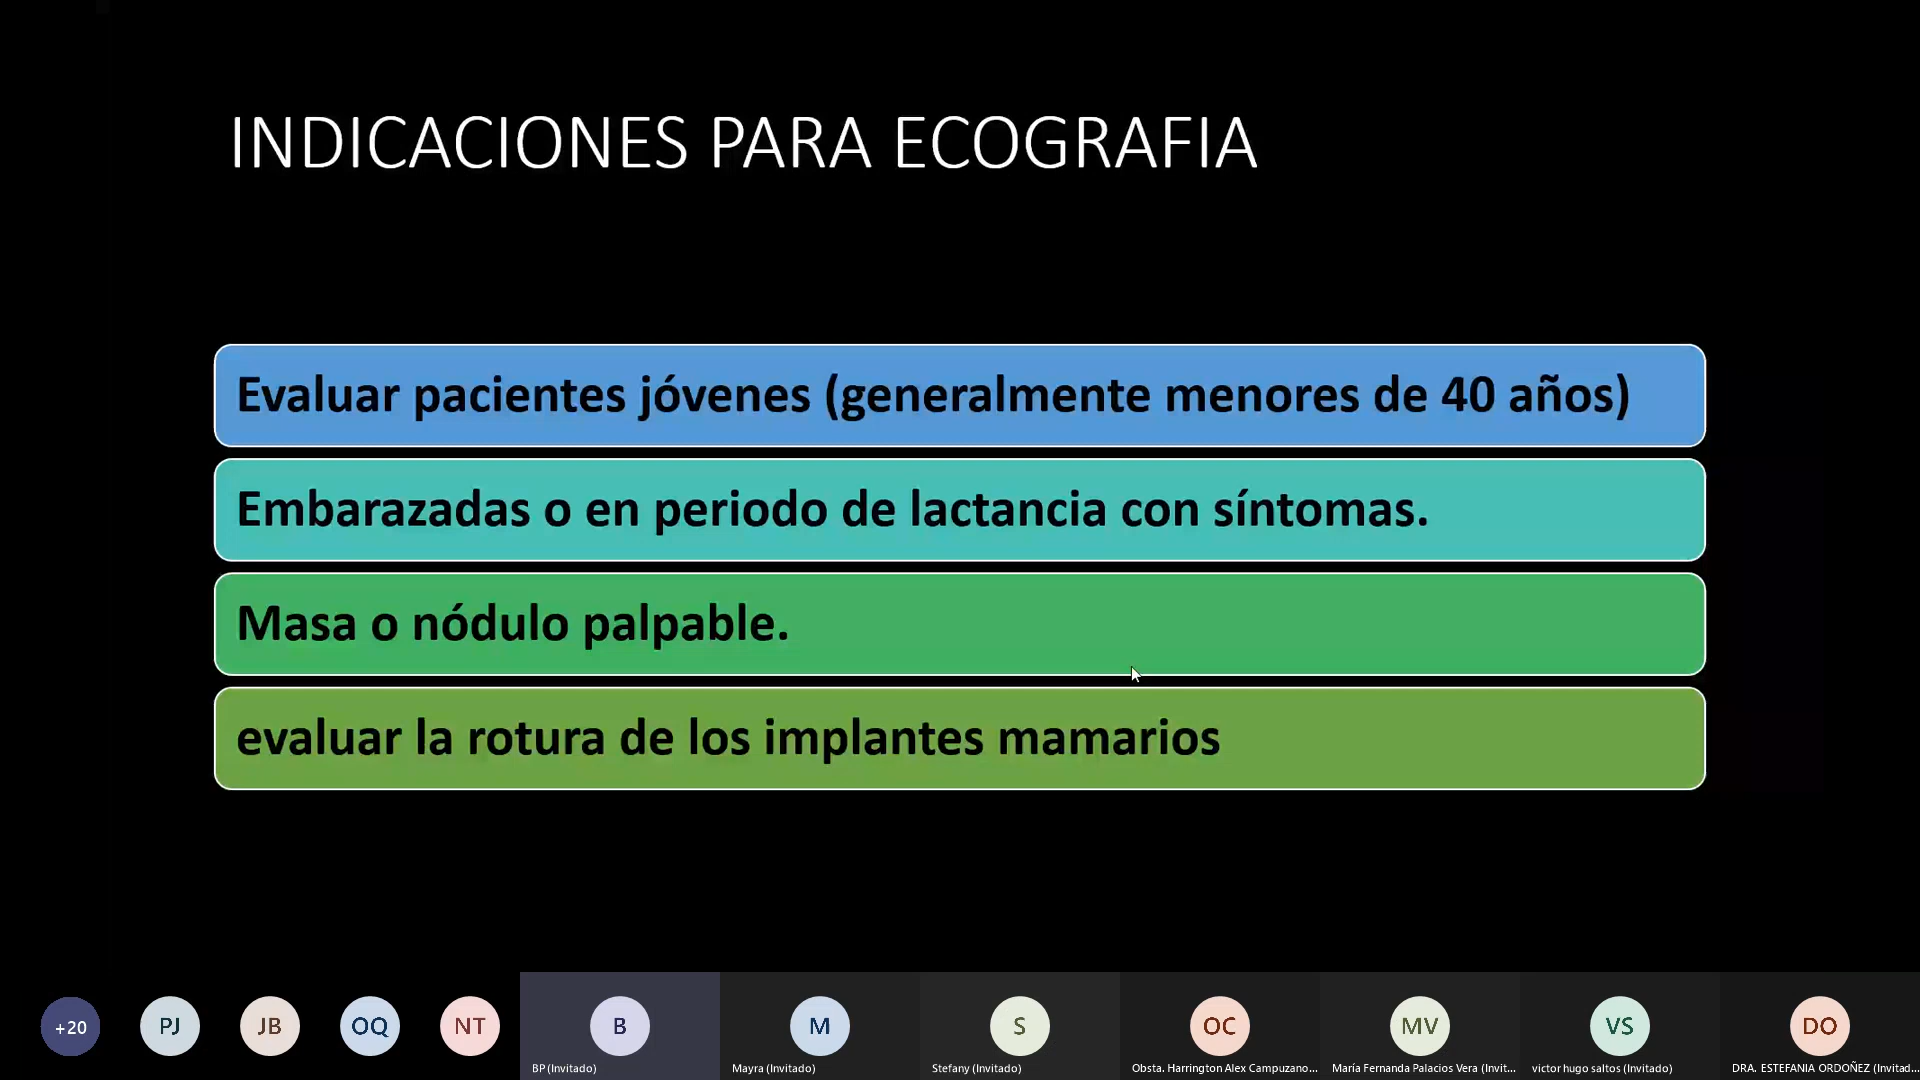 INDICACIONES PARA ECOGRAFIA
Evaluar pacientes jóvenes (generalmente menores de 40 años)
Embarazadas o en periodo de lactancia con síntomas.
Masa o nódulo palpable.
evaluar la rotura de los implantes mamarios
+20
PJ
JB
OQ
NT
B
M
S
OC
MV
VS
DO
BP (Invitado)
Mayra (Invitado)
Stefany (Invitado)
Obsta. Harrington Alex Campuzano...
María Fernanda Palacios Vera (Invit...
victor hugo saltos (Invitado)
DRA. ESTEFANIA ORDOÑEZ (Invitad...